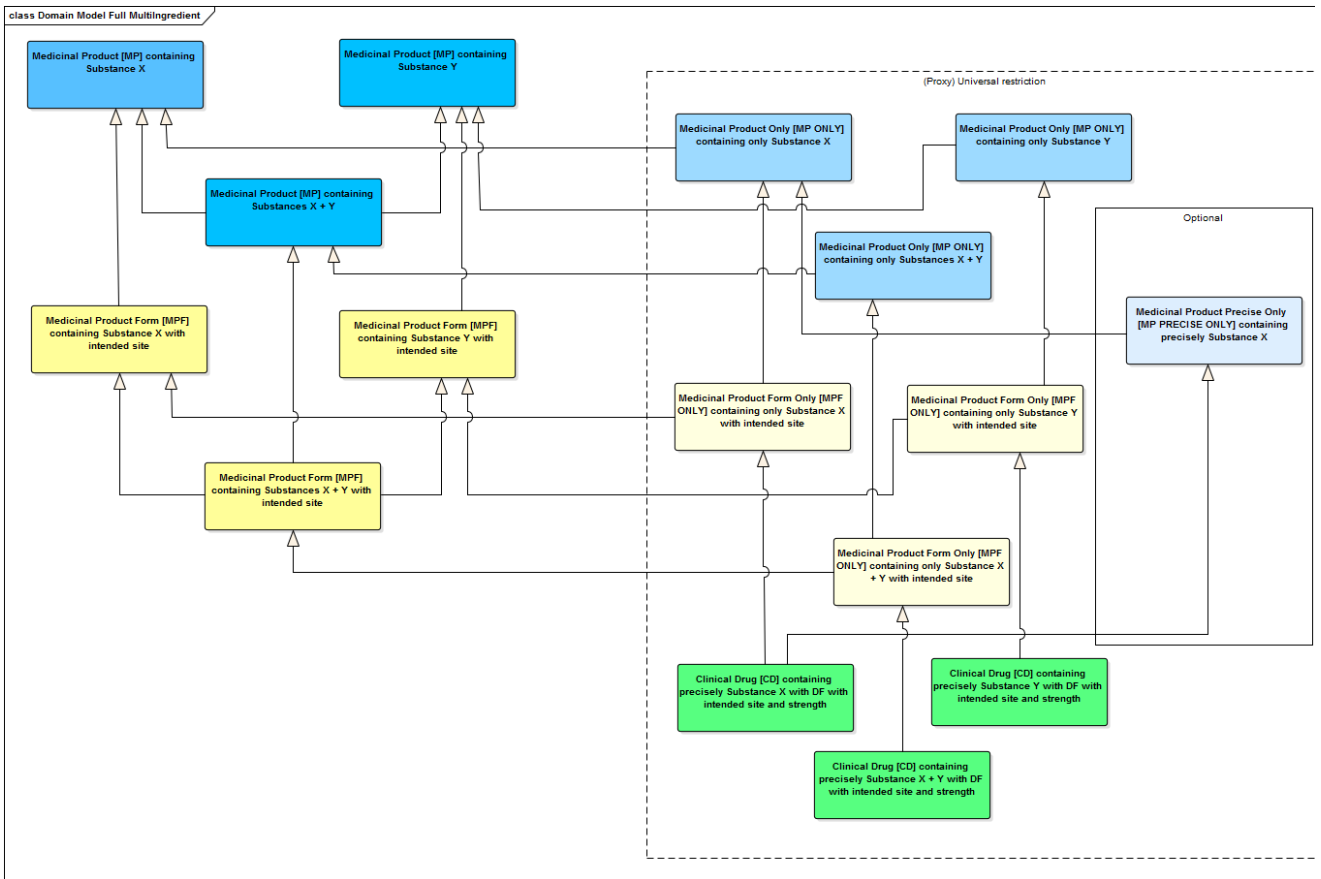 class Domain Model Full MultiIngredient
Medicinal Product [MP] containing
Substance X
Medicinal Product [MP] containing
Substance Y
(Proxy) Universal restriction
Medicinal Product Only [MP ONLY]
containing only Substance X
Medicinal Product Only [MP ONLY]
containing only Substance Y
Medicinal Product [MP] containing
Substances X + Y
Optional
Medicinal Product Only [MP ONLY]
containing only Substances X + Y
Medicinal Product Form [MPF]
containing Substance X with
intended site
Medicinal Product Form [MPF]
containing Substance Y with
intended site
Medicinal Product Precise Only
[MP PRECISE ONLY] containing
precisely Substance X
Medicinal Product Form Only [MPF
ONLY] containing only Substance X
with intended site
Medicinal Product Form Only [MPF
ONLY] containing only Substance Y
with intended site
Medicinal Product Form [MPF]
containing Substances X + Y with
intended site
Medicinal Product Form Only [MPF
ONLY] containing only Substance X
+ Y with intended site
Clinical Drug [CD] containing
precisely Substance X with DF with
intended site and strength
Clinical Drug [CD] containing
precisely Substance Y with DF with
intended site and strength
Clinical Drug [CD] containing
precisely Substance X + Y with DF
with intended site and strength